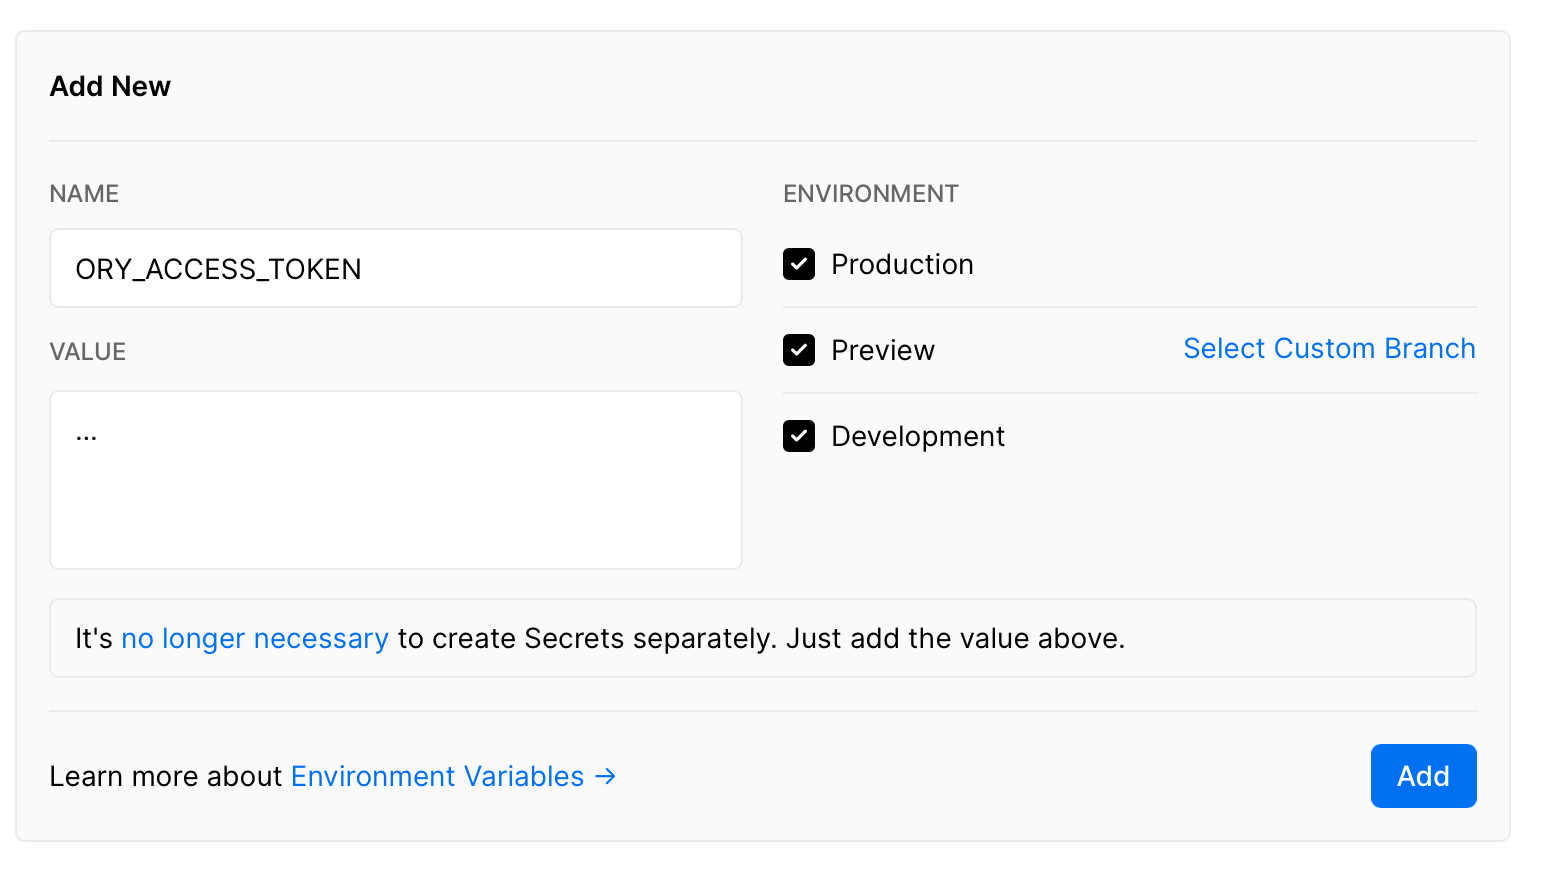 Add New
NAME
ORY_ACCESS_TOKEN
VALUE
...
ENVIRONMENT
Production
Preview
Select Custom Branch
Development
It's no longer necessary to create Secrets separately. Just add the value above.
Learn more about Environment Variables →
Add